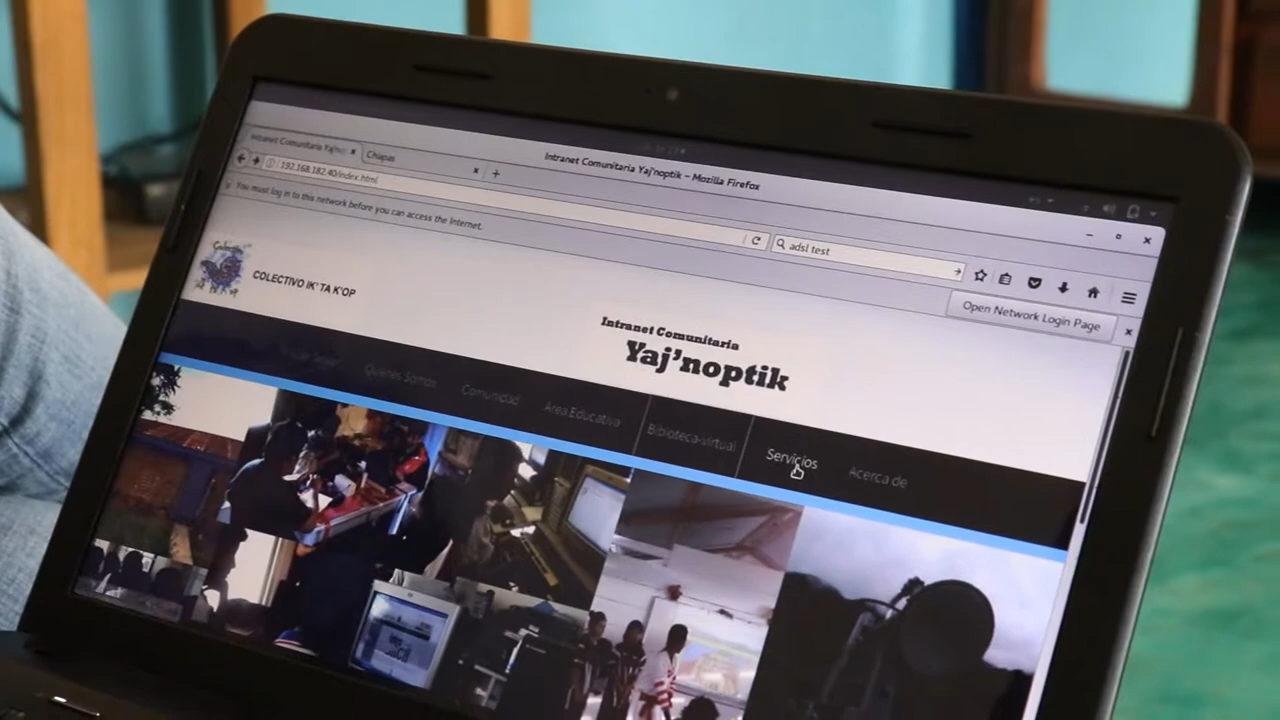 Intranet Comunitaria Yaj'noptik – Mozilla Firefox
Intranet Comunitaria Yaj'no
Chiapas
192.168.182.40/index.html
adsl test
You must log in to this network before you can access the Internet.
Open Network Login Page
COLECTIVO IK' TA K'OP
Intranet Comunitaria
Yaj'noptik
Quienes Somos
Comunidad
Area Educativa
Biblioteca-virtual
Servicios
Acerca de